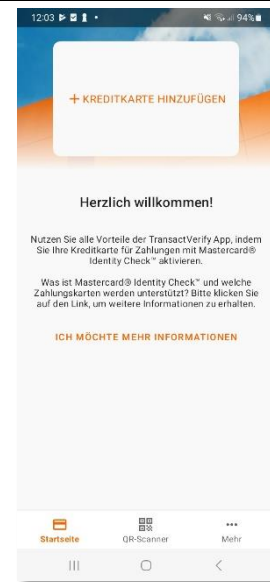 12:03
94%
+ KREDITKARTE HINZUFÜGEN
Herzlich willkommen!
Nutzen Sie alle Vorteile der TransactVerify App, indem
Sie Ihre Kreditkarte für Zahlungen mit Mastercard®
Identity Check™ aktivieren.
Was ist Mastercard® Identity Check™ und welche
Zahlungskarten werden unterstützt? Bitte klicken Sie
auf den Link, um weitere Informationen zu erhalten.
ICH MÖCHTE MEHR INFORMATIONEN
Startseite QR-Scanner Mehr